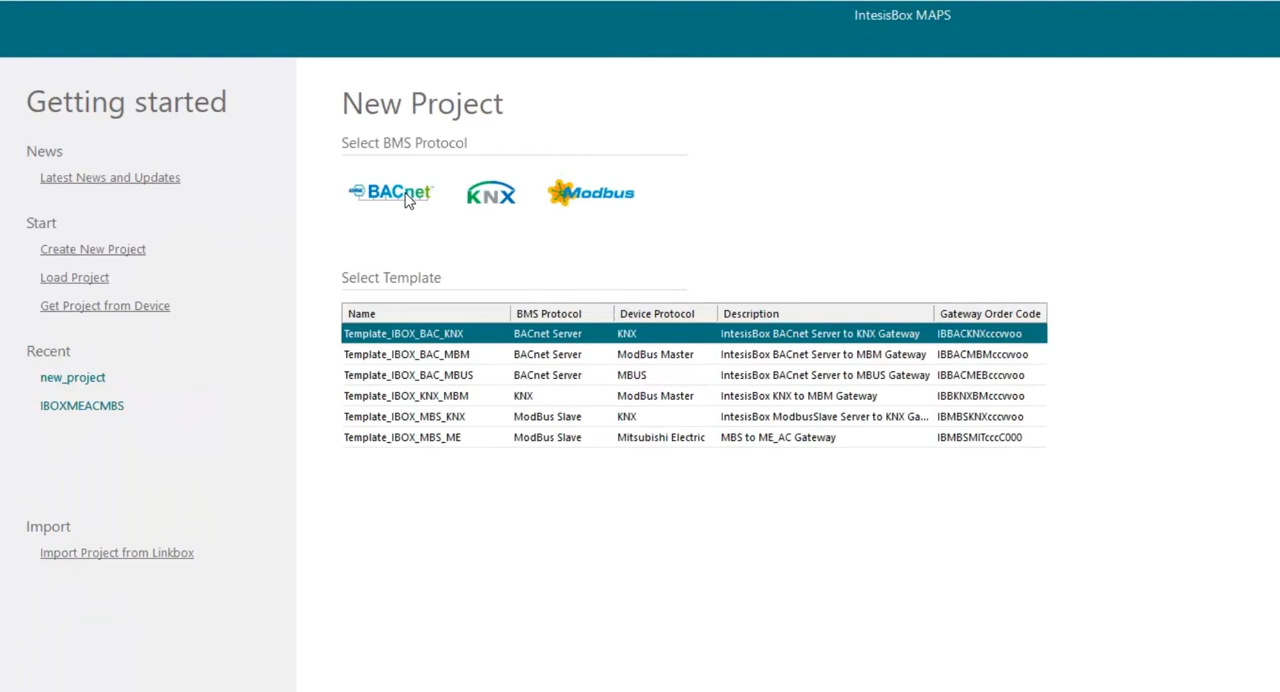 IntesisBox MAPS
Getting started
News
Latest News and Updates
Start
Create New Project
Load Project
Get Project from Device
Recent
new_project
IBOXMEACMBS
Import
Import Project from Linkbox
New Project
Select BMS Protocol
BACnet KNX Modbus
Select Template
Name BMS Protocol Device Protocol Description Gateway Order Code
Template_IBOX_BAC_KNX BACnet Server KNX IntesisBox BACnet Server to KNX Gateway IBBACKNXcccvvoo
Template_IBOX_BAC_MBM BACnet Server ModBus Master IntesisBox BACnet Server to MBM Gateway IBBACMBMcccvvoo
Template_IBOX_BAC_MBUS BACnet Server MBUS IntesisBox BACnet Server to MBUS Gateway IBBACMEBcccvvoo
Template_IBOX_KNX_MBM KNX ModBus Master IntesisBox KNX to MBM Gateway IBBKNXBMcccvvoo
Template_IBOX_MBS_KNX ModBus Slave KNX IntesisBox ModbusSlave Server to KNX Ga... IBMBSKNXcccvvoo
Template_IBOX_MBS_ME ModBus Slave Mitsubishi Electric MBS to ME_AC Gateway IBMBSMITcccC000